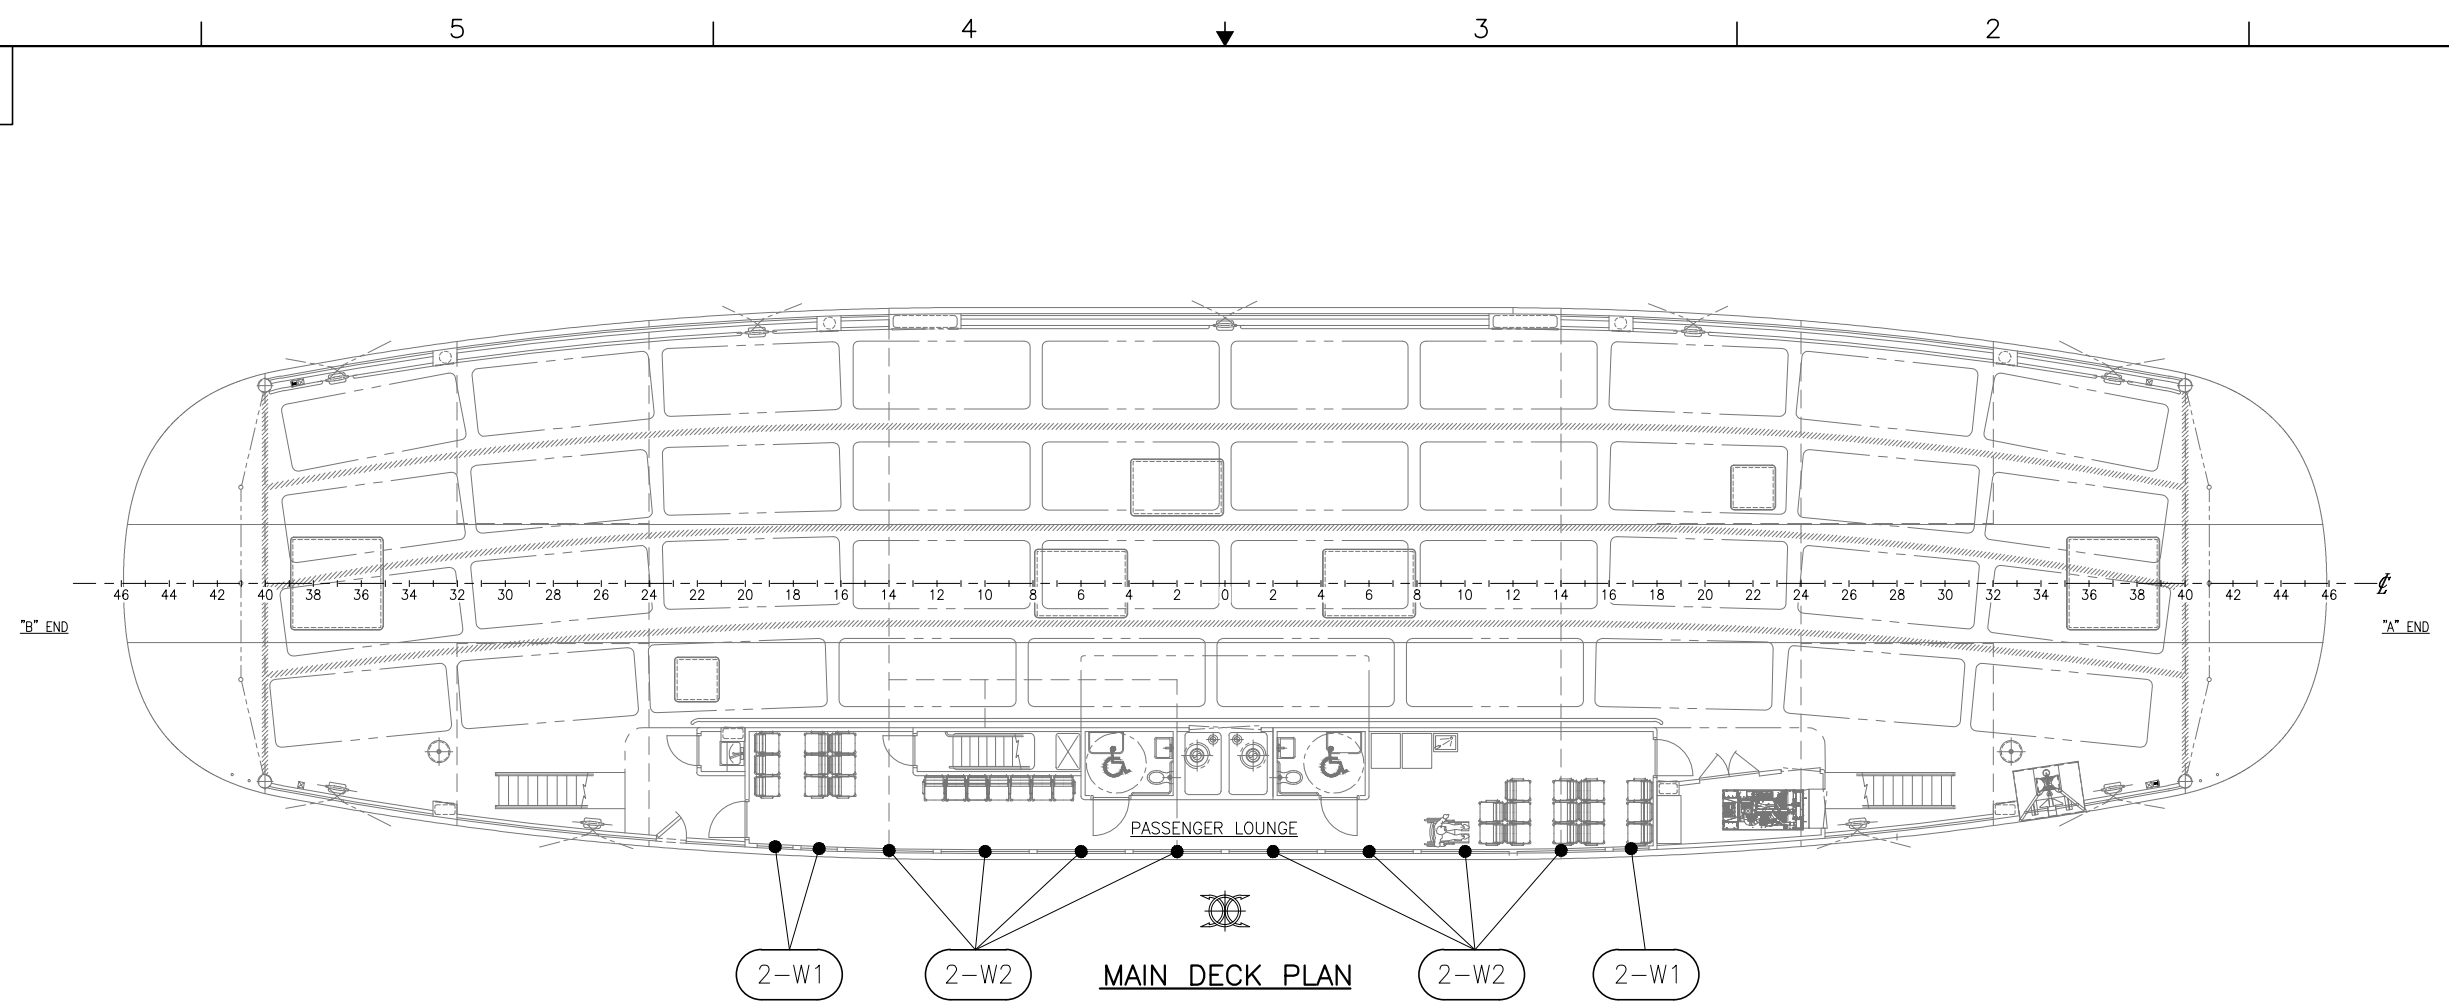 5 4 3 2
46 44 42 40 38 36 34 32 30 28 26 24 22 20 18 16 14 12 10 8 6 4 2 0 2 4 6 8 10 12 14 16 18 20 22 24 26 28 30 32 34 36 38 40 42 44 46 ℄
"B" END "A" END
PASSENGER LOUNGE
2-W1 2-W2 MAIN DECK PLAN 2-W2 2-W1